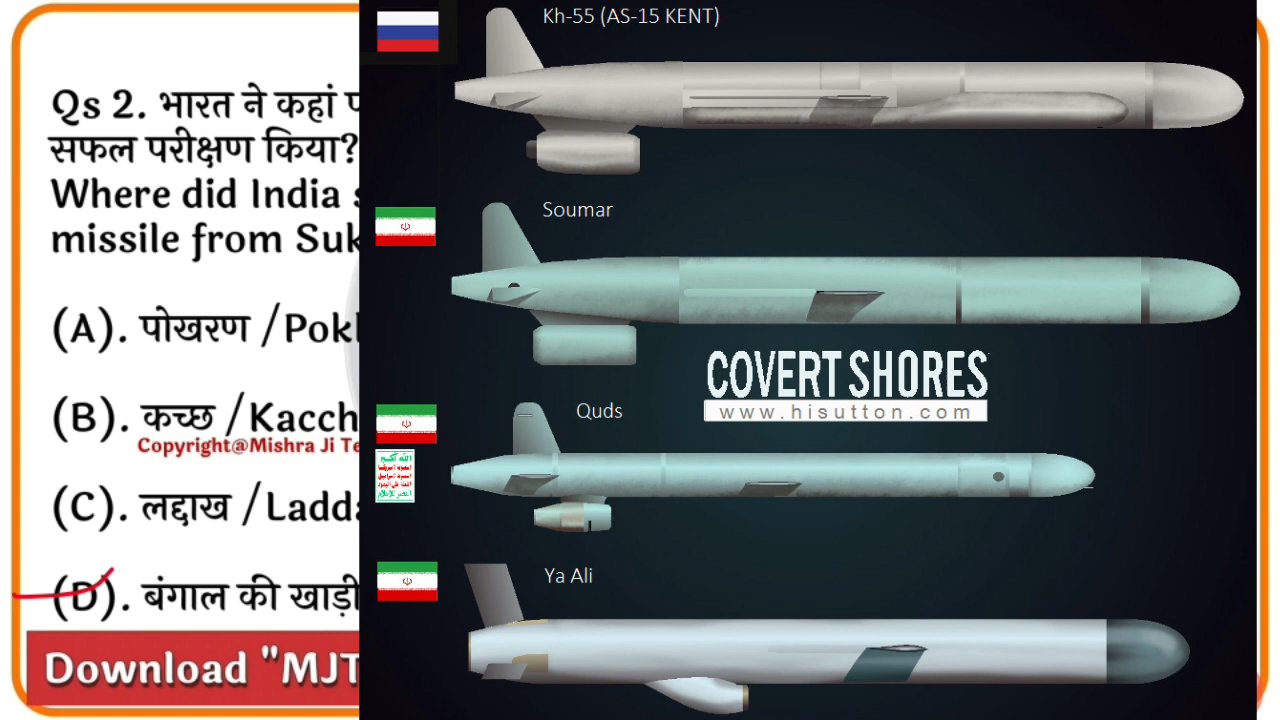 Qs 2. भारत ने कहां
सफल परीक्षण किया?
Where did India
missile from Suk
(A). पोखरण /Pok
(B). कच्छ /Kacch
Copyright@Mishra Ji Te
(C). लद्दाख /Ladda
(D). बंगाल की खाड़ी
Download "MJT
Kh-55 (AS-15 KENT)
Soumar
COVERT SHORES
www.hisutton.com
Quds
Ya Ali